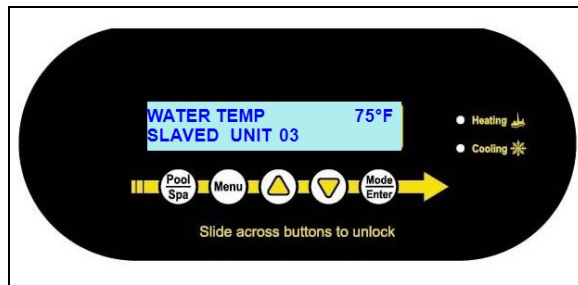 WATER TEMP 75°F
SLAVED UNIT 03
Heating
Cooling
Pool
Spa
Menu
Mode
Enter
Slide across buttons to unlock